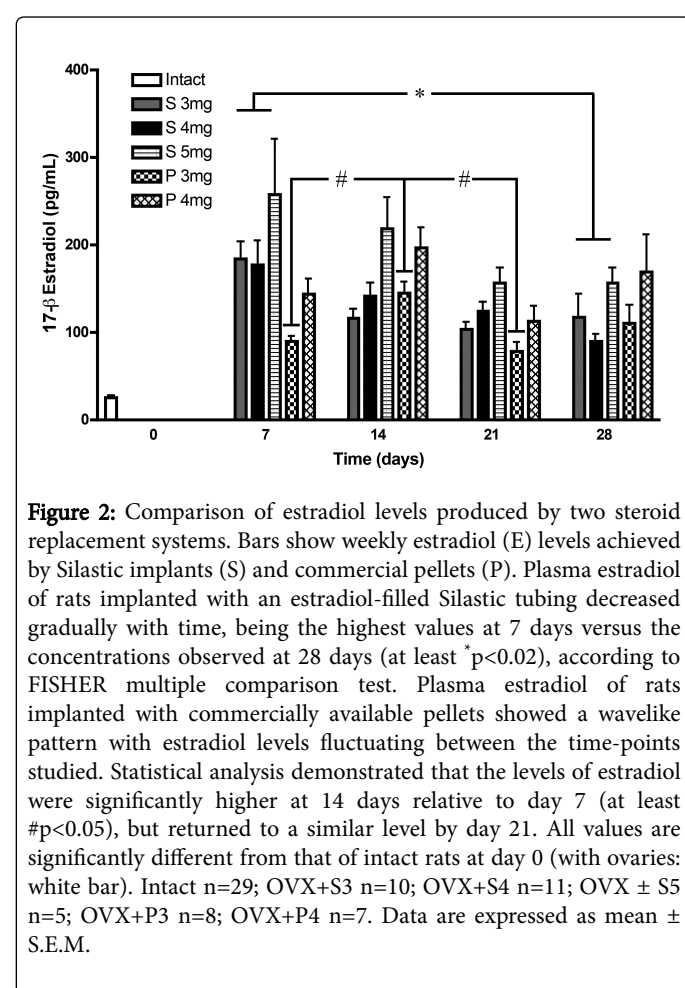 400
300
200
100
0
17-β Estradiol (pg/mL)
Intact
S 3mg
S 4mg
S 5mg
P 3mg
P 4mg
*
# #
0 7 14 21 28
Time (days)
Figure 2: Comparison of estradiol levels produced by two steroid
replacement systems. Bars show weekly estradiol (E) levels achieved
by Silastic implants (S) and commercial pellets (P). Plasma estradiol
of rats implanted with an estradiol-filled Silastic tubing decreased
gradually with time, being the highest values at 7 days versus the
concentrations observed at 28 days (at least *p<0.02), according to
FISHER multiple comparison test. Plasma estradiol of rats
implanted with commercially available pellets showed a wavelike
pattern with estradiol levels fluctuating between the time-points
studied. Statistical analysis demonstrated that the levels of estradiol
were significantly higher at 14 days relative to day 7 (at least
#p<0.05), but returned to a similar level by day 21. All values are
significantly different from that of intact rats at day 0 (with ovaries:
white bar). Intact n=29; OVX+S3 n=10; OVX+S4 n=11; OVX ± S5
n=5; OVX+P3 n=8; OVX+P4 n=7. Data are expressed as mean ±
S.E.M.